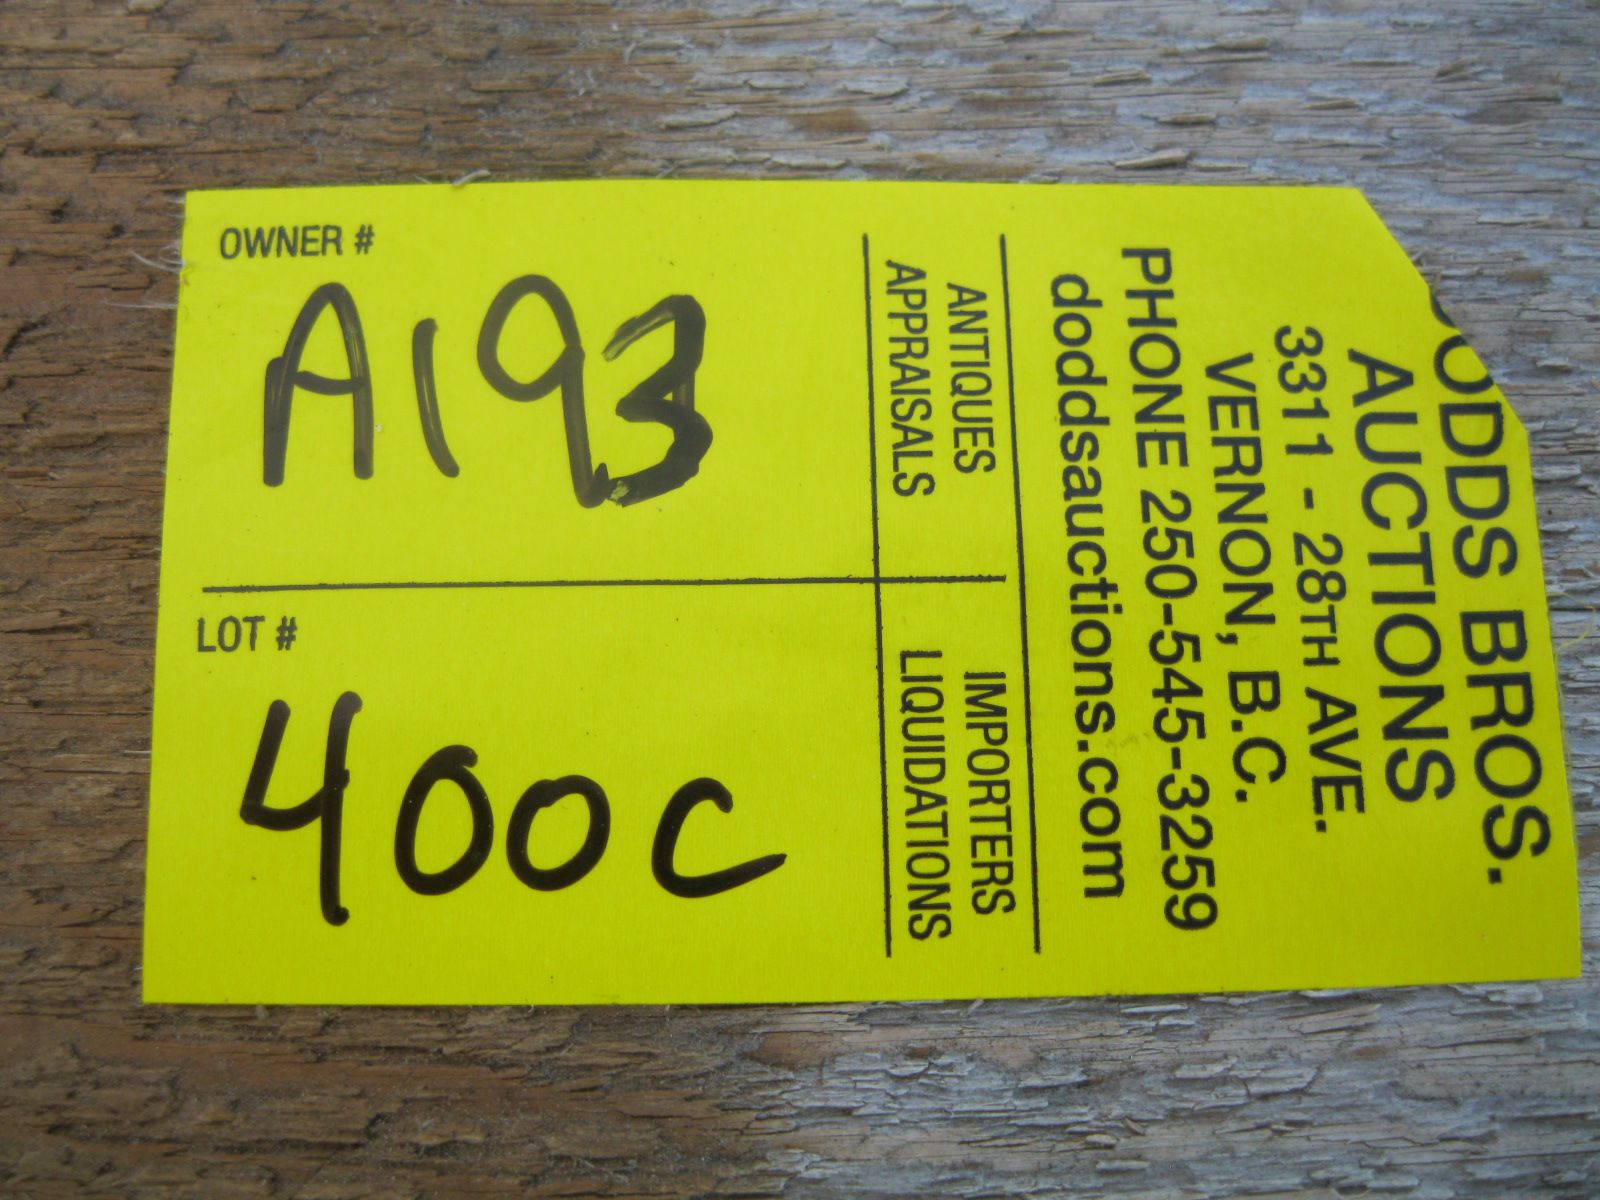 OWNER #
A193
LOT #
400C
DODDS BROS.
AUCTIONS
3311 - 28TH AVE.
VERNON, B.C.
PHONE 250-545-3259
doddsauctions.com
ANTIQUES
APPRAISALS
IMPORTERS
LIQUIDATIONS